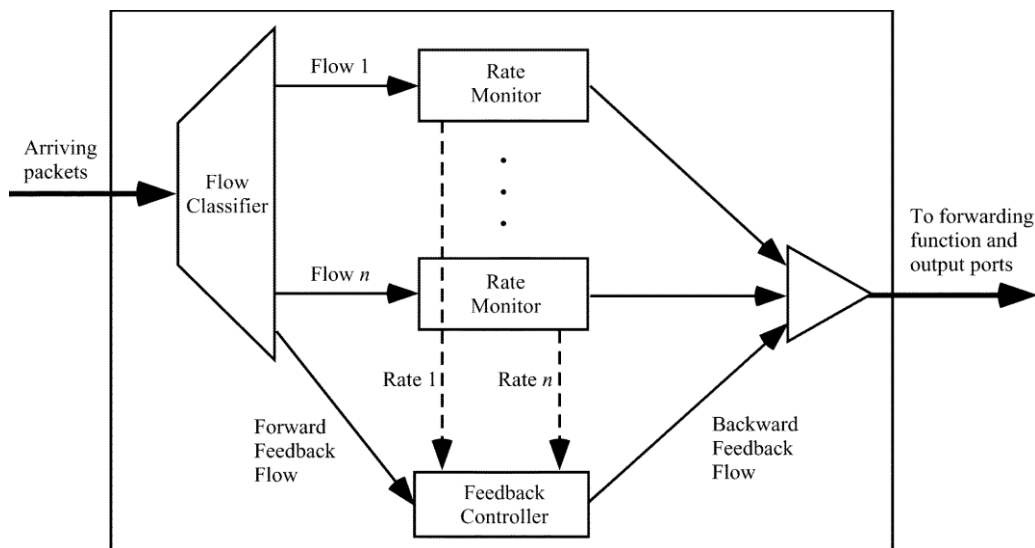 Flow 1
Rate
Monitor
Arriving
packets
Flow
Classifier
To forwarding
function and
output ports
Flow n
Rate
Monitor
Rate 1
Rate n
Forward
Feedback
Flow
Backward
Feedback
Flow
Feedback
Controller